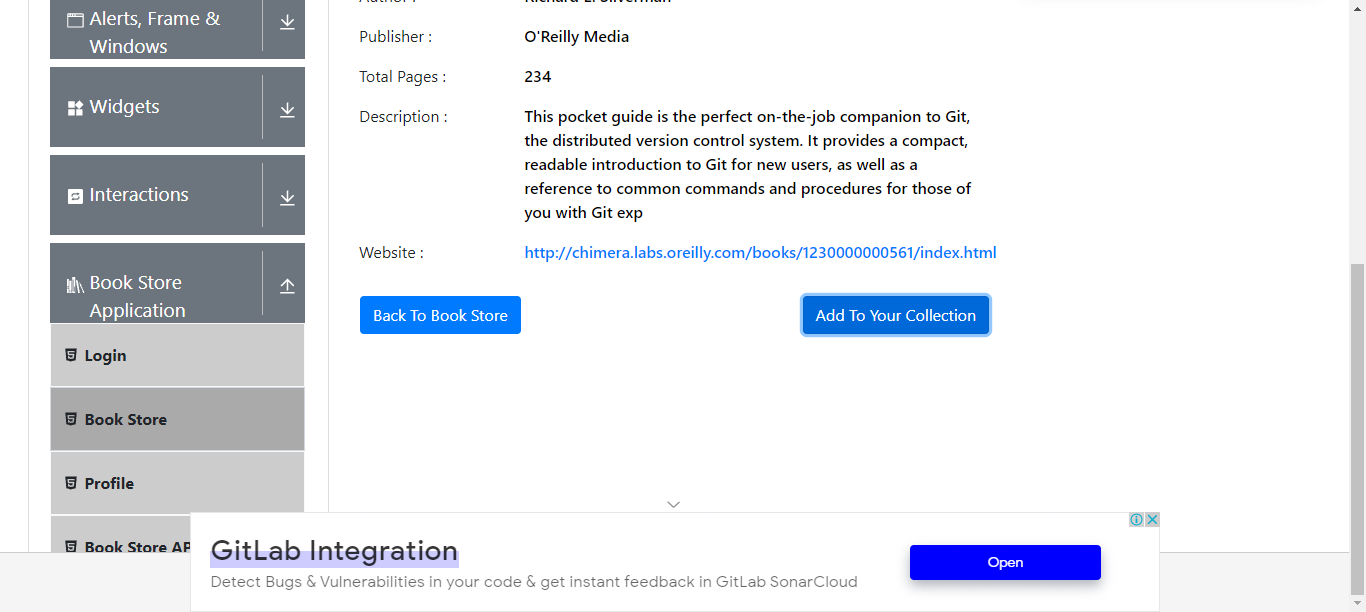 Alerts, Frame &
Windows
Widgets
Interactions
Book Store
Application
Login
Book Store
Profile
Book Store AP
Publisher :
O'Reilly Media
Total Pages :
234
Description :
This pocket guide is the perfect on-the-job companion to Git,
the distributed version control system. It provides a compact,
readable introduction to Git for new users, as well as a
reference to common commands and procedures for those of
you with Git exp
Website :
http://chimera.labs.oreilly.com/books/1230000000561/index.html
Back To Book Store
Add To Your Collection
GitLab Integration
Detect Bugs & Vulnerabilities in your code & get instant feedback in GitLab SonarCloud
Open